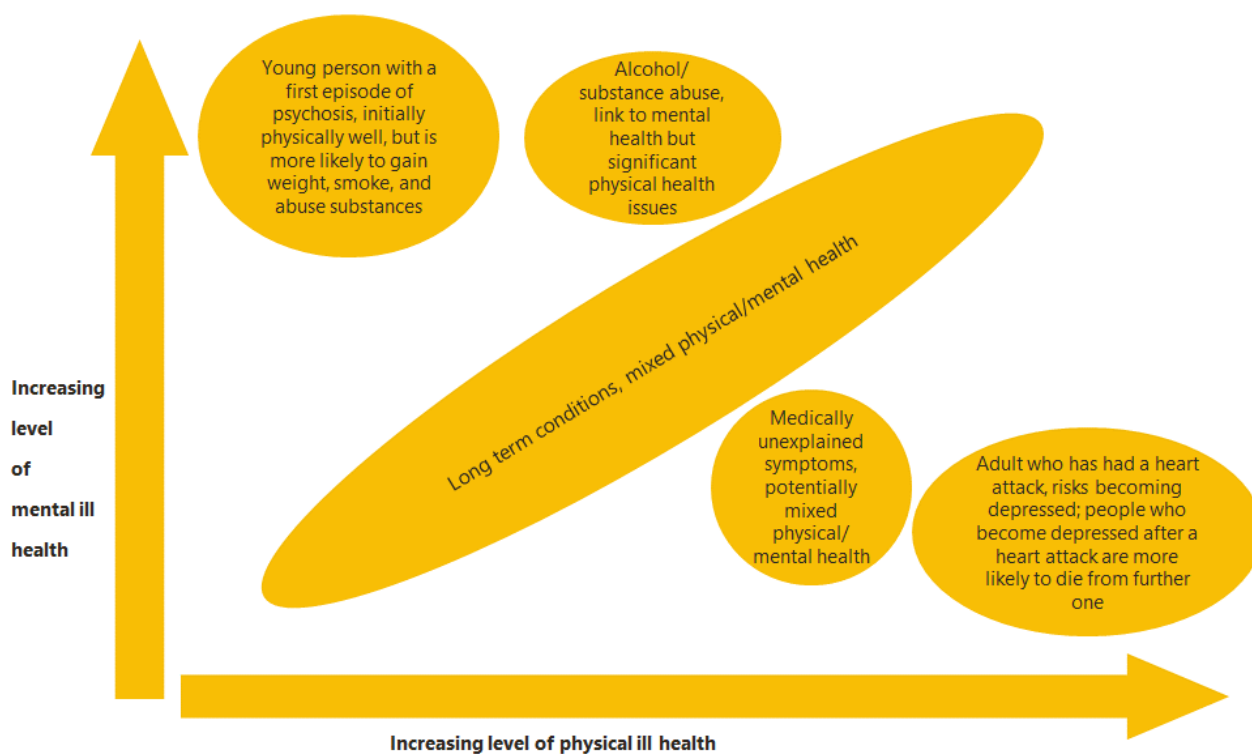 Young person with a
first episode of
psychosis, initially
physically well, but is
more likely to gain
weight, smoke, and
abuse substances
Alcohol/
substance abuse,
link to mental
health but
significant
physical health
issues
Long term conditions, mixed physical/mental health
Increasing
level
of
mental ill
health
Medically
unexplained
symptoms,
potentially
mixed
physical/
mental health
Adult who has had a heart
attack, risks becoming
depressed; people who
become depressed after a
heart attack are more
likely to die from further
one
Increasing level of physical ill health